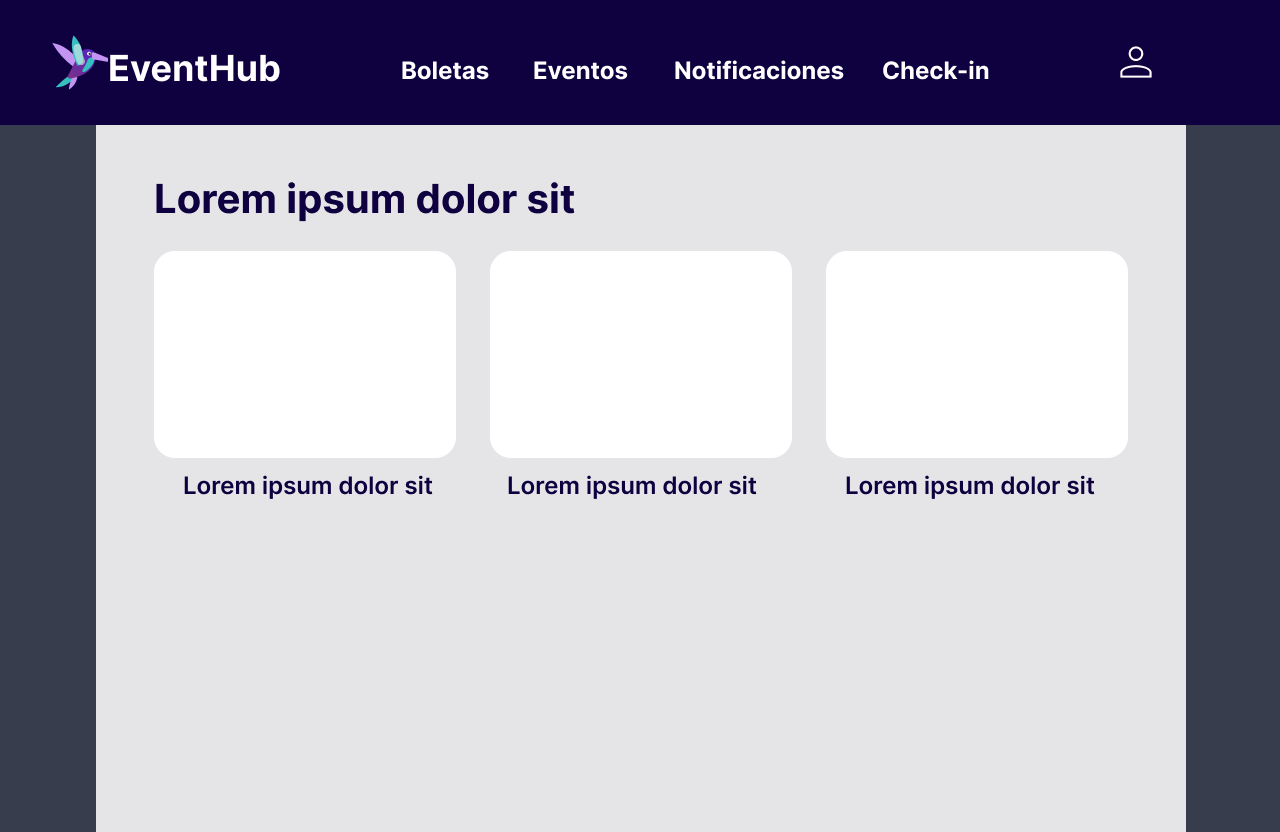 EventHub
Boletas Eventos Notificaciones Check-in
Lorem ipsum dolor sit
Lorem ipsum dolor sit Lorem ipsum dolor sit Lorem ipsum dolor sit